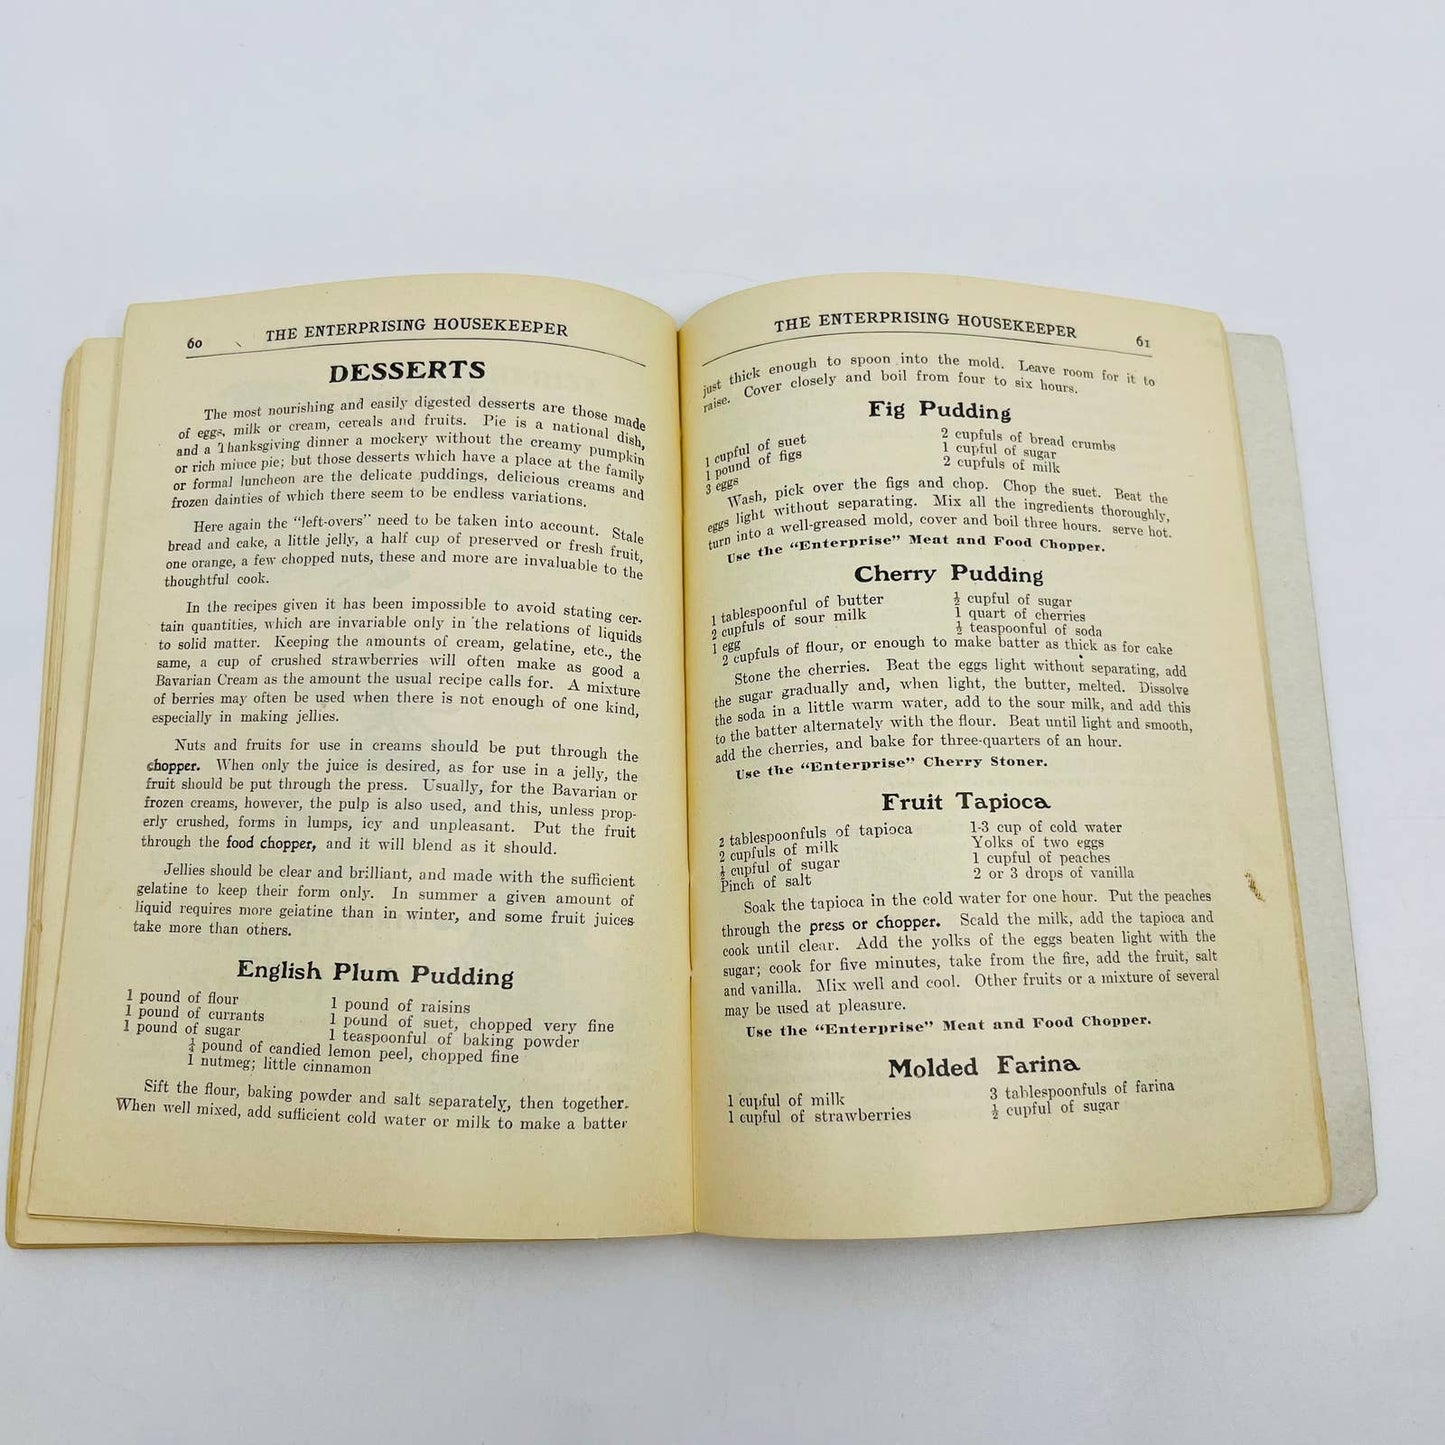 60 THE ENTERPRISING HOUSEKEEPER
DESSERTS
The most nourishing and easily digested desserts are those made
of eggs, milk or cream, cereals and fruits. Pie is a national dish,
and a Thanksgiving dinner a mockery without the creamy pumpkin
or rich mince pie; but those desserts which have a place at the family
or formal luncheon are the delicate puddings, delicious creams and
frozen dainties of which there seem to be endless variations.
Here again the "left-overs" need to be taken into account. Stale
bread and cake, a little jelly, a half cup of preserved or fresh fruit,
one orange, a few chopped nuts, these and more are invaluable to the
thoughtful cook.
In the recipes given it has been impossible to avoid stating cer-
tain quantities, which are invariable only in the relations of liquids
to solid matter. Keeping the amounts of cream, gelatine, etc., the
same, a cup of crushed strawberries will often make as good a
Bavarian Cream as the amount the usual recipe calls for. A mixture
of berries may often be used when there is not enough of one kind,
especially in making jellies.
Nuts and fruits for use in creams should be put through the
chopper. When only the juice is desired, as for use in a jelly, the
fruit should be put through the press. Usually, for the Bavarian or
frozen creams, however, the pulp is also used, and this, unless prop-
erly crushed, forms in lumps, icy and unpleasant. Put the fruit
through the food chopper, and it will blend as it should.
Jellies should be clear and brilliant, and made with the sufficient
gelatine to keep their form only. In summer a given amount of
liquid requires more gelatine than in winter, and some fruit juices
take more than others.
English Plum Pudding
1 pound of flour 1 pound of raisins
1 pound of currants 1 pound of suet, chopped very fine
1 pound of sugar 1 teaspoonful of baking powder
¼ pound of candied lemon peel, chopped fine
1 nutmeg; little cinnamon
Sift the flour, baking powder and salt separately, then together.
When well mixed, add sufficient cold water or milk to make a batter
THE ENTERPRISING HOUSEKEEPER 61
just thick enough to spoon into the mold. Leave room for it to
raise. Cover closely and boil from four to six hours.
Fig Pudding
1 cupful of suet 2 cupfuls of bread crumbs
1 pound of figs 1 cupful of sugar
3 eggs 2 cupfuls of milk
Wash, pick over the figs and chop. Chop the suet. Beat the
eggs light without separating. Mix all the ingredients thoroughly,
turn into a well-greased mold, cover and boil three hours. serve hot.
Use the "Enterprise" Meat and Food Chopper.
Cherry Pudding
1 tablespoonful of butter ½ cupful of sugar
2 cupfuls of sour milk 1 quart of cherries
1 egg ½ teaspoonful of soda
2 cupfuls of flour, or enough to make batter as thick as for cake
Stone the cherries. Beat the eggs light without separating, add
the sugar gradually and, when light, the butter, melted. Dissolve
the soda in a little warm water, add to the sour milk, and add this
to the batter alternately with the flour. Beat until light and smooth,
add the cherries, and bake for three-quarters of an hour.
Use the "Enterprise" Cherry Stoner.
Fruit Tapioca
2 tablespoonfuls of tapioca 1-3 cup of cold water
2 cupfuls of milk Yolks of two eggs
½ cupful of sugar 1 cupful of peaches
Pinch of salt 2 or 3 drops of vanilla
Soak the tapioca in the cold water for one hour. Put the peaches
through the press or chopper. Scald the milk, add the tapioca and
cook until clear. Add the yolks of the eggs beaten light with the
sugar; cook for five minutes, take from the fire, add the fruit, salt
and vanilla. Mix well and cool. Other fruits or a mixture of several
may be used at pleasure.
Use the "Enterprise" Meat and Food Chopper.
Molded Farina
1 cupful of milk 3 tablespoonfuls of farina
1 cupful of strawberries ½ cupful of sugar